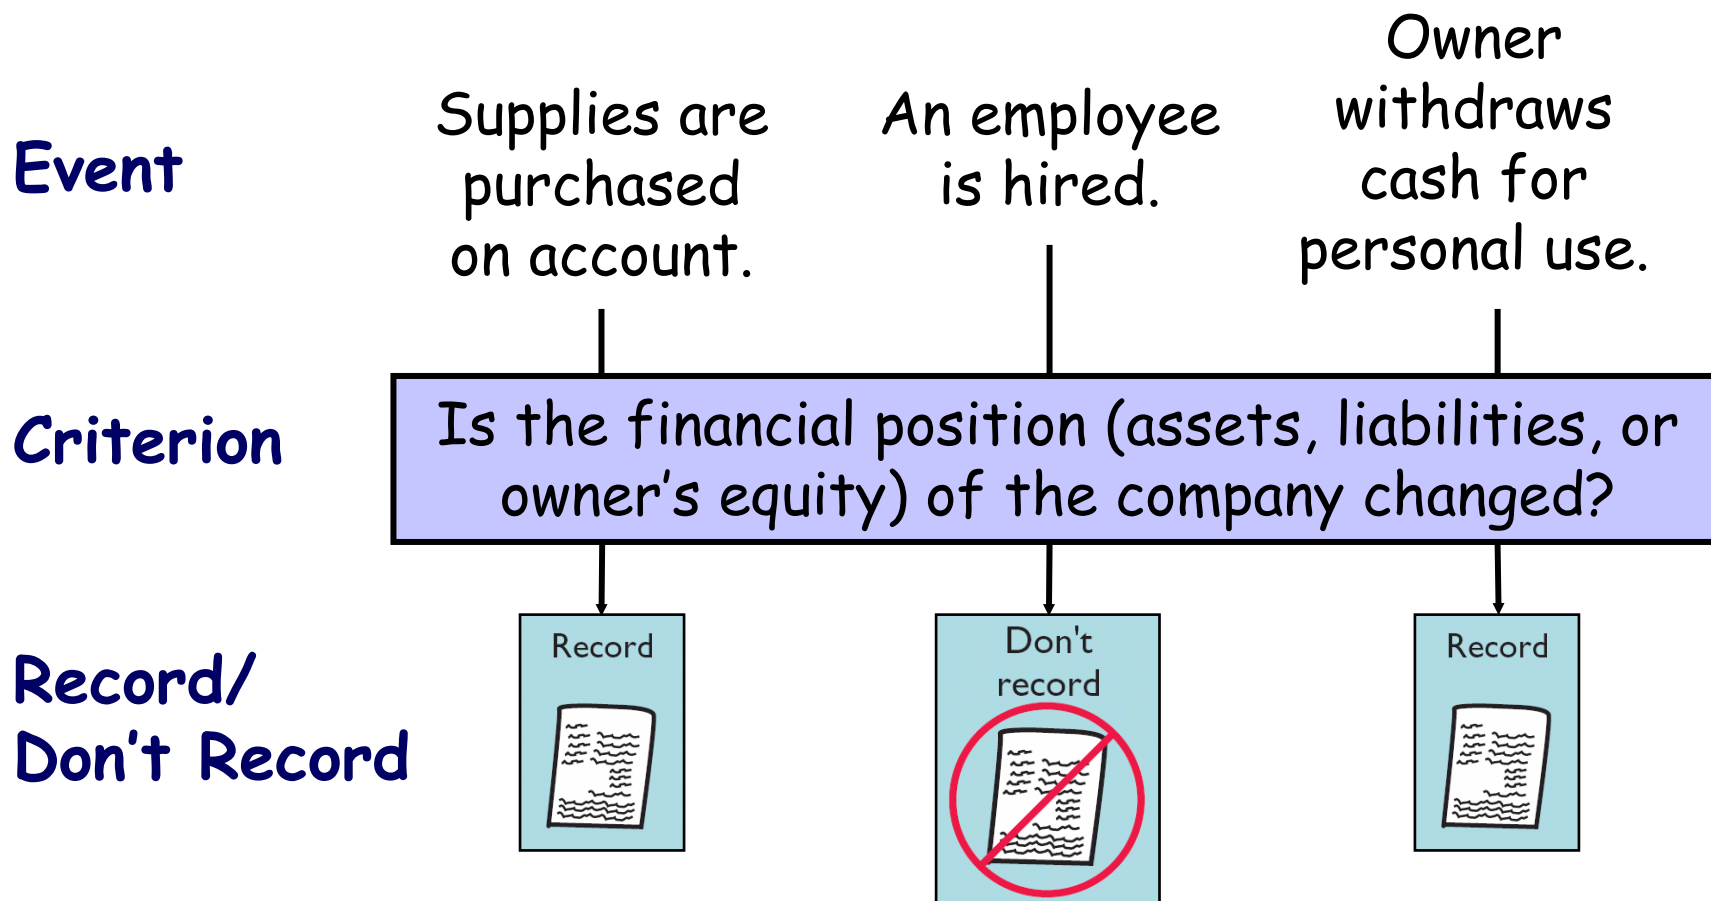 Event
Supplies are
purchased
on account.
An employee
is hired.
Owner
withdraws
cash for
personal use.
Criterion
Is the financial position (assets, liabilities, or
owner’s equity) of the company changed?
Record/
Don’t Record
Record
Don't
record
Record